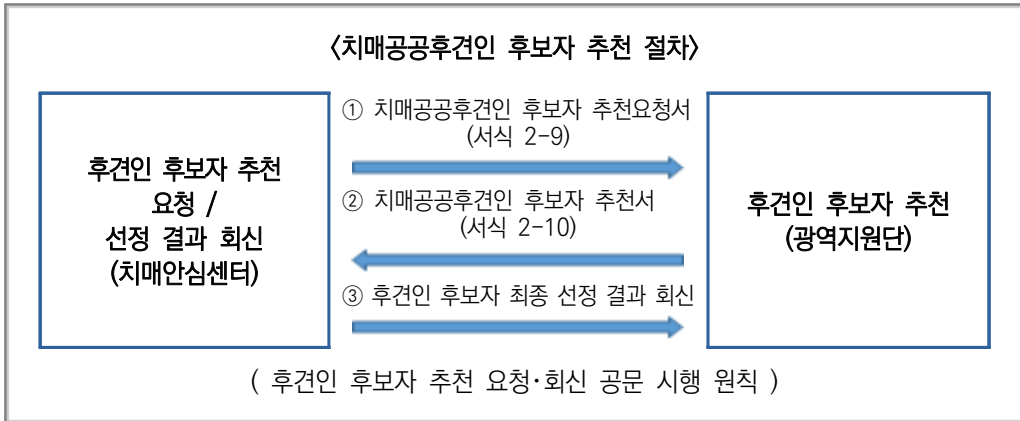 〈치매공공후견인 후보자 추천 절차〉
후견인 후보자 추천
요청 /
선정 결과 회신
(치매안심센터)
① 치매공공후견인 후보자 추천요청서
(서식 2-9)
② 치매공공후견인 후보자 추천서
(서식 2-10)
③ 후견인 후보자 최종 선정 결과 회신
후견인 후보자 추천
(광역지원단)
( 후견인 후보자 추천 요청·회신 공문 시행 원칙 )